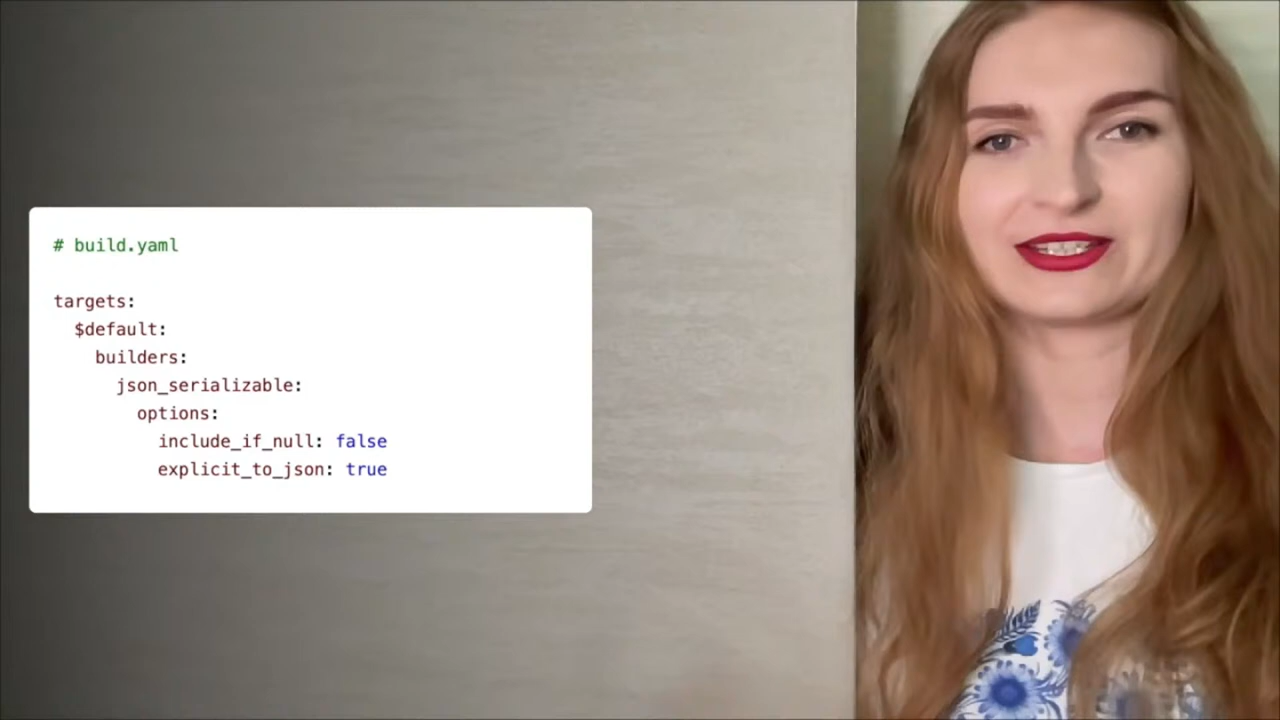 # build.yaml
targets:
  $default:
    builders:
      json_serializable:
        options:
          include_if_null: false
          explicit_to_json: true